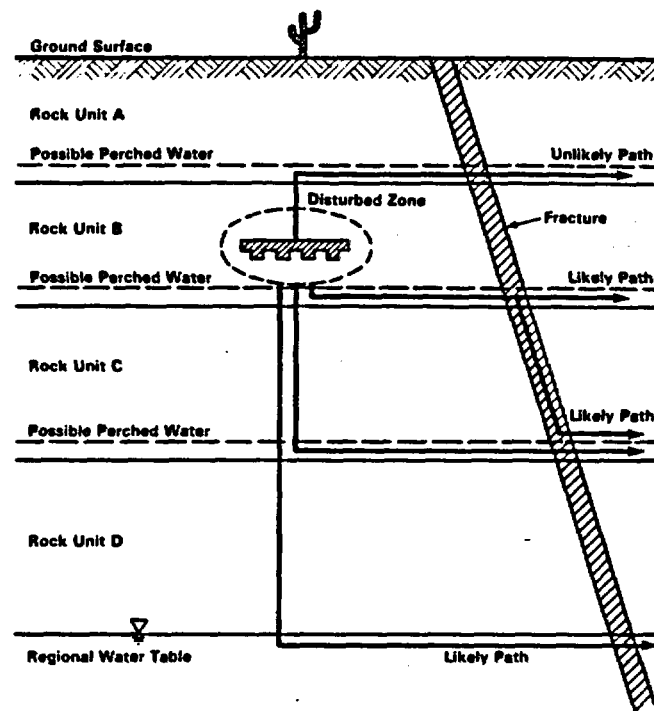 Ground Surface
Rock Unit A
Possible Perched Water
Unlikely Path
Disturbed Zone
Rock Unit B
Fracture
Possible Perched Water
Likely Path
Rock Unit C
Likely Path
Possible Perched Water
Rock Unit D
Regional Water Table
Likely Path